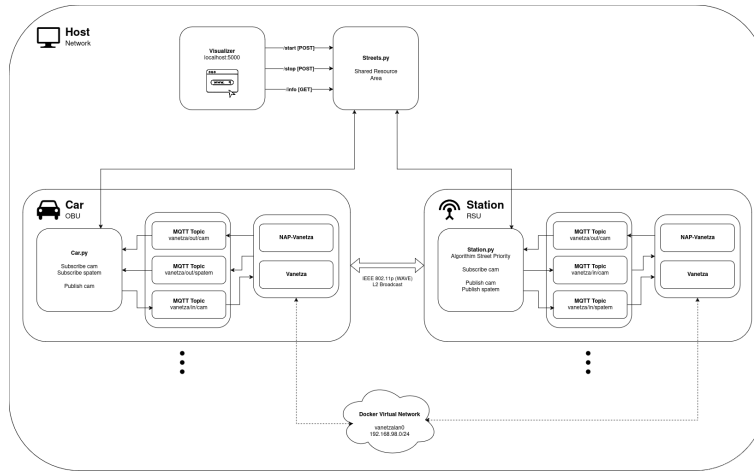 Host
Network
Visualizer
localhost:5000
/start [POST]
/stop [POST]
/info [GET]
Streets.py
Shared Resource
Area
Car
OBU
Car.py
Subscribe cam
Subscribe spatem
Publish cam
MQTT Topic
vanetza/out/cam
MQTT Topic
vanetza/out/spatem
MQTT Topic
vanetza/in/cam
NAP-Vanetza
Vanetza
IEEE 802.11p (WAVE)
L2 Broadcast
Station
RSU
Station.py
Algorithim Street Priority
Subscribe cam
Publish cam
Publish spatem
MQTT Topic
vanetza/out/cam
MQTT Topic
vanetza/in/cam
MQTT Topic
vanetza/in/spatem
NAP-Vanetza
Vanetza
Docker Virtual Network
vanetzalan0
192.168.98.0/24